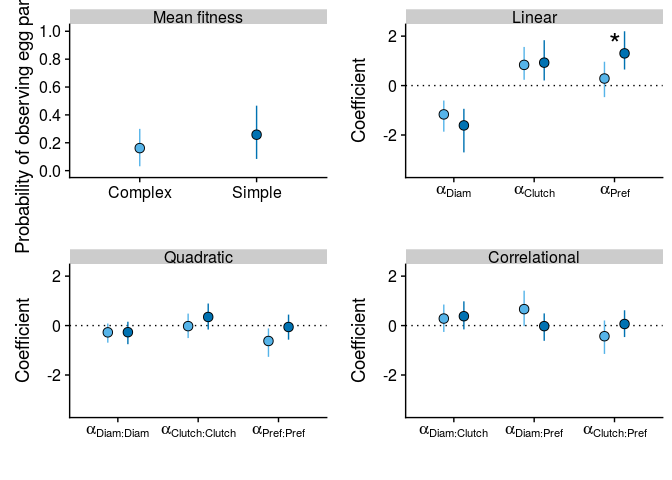 Mean fitness
Probability of observing egg par
1.0
0.8
0.6
0.4
0.2
0.0
Complex Simple
Linear
Coefficient
2
0
-2
*
αDiam αClutch αPref
Quadratic
Coefficient
2
0
-2
αDiam:Diam αClutch:Clutch αPref:Pref
Correlational
Coefficient
2
0
-2
αDiam:Clutch αDiam:Pref αClutch:Pref